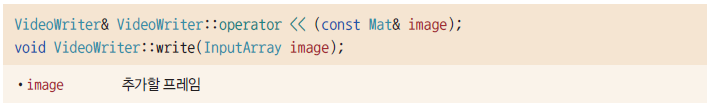 VideoWriter& VideoWriter::operator << (const Mat& image);
void VideoWriter::write(InputArray image);
• image 추가할 프레임